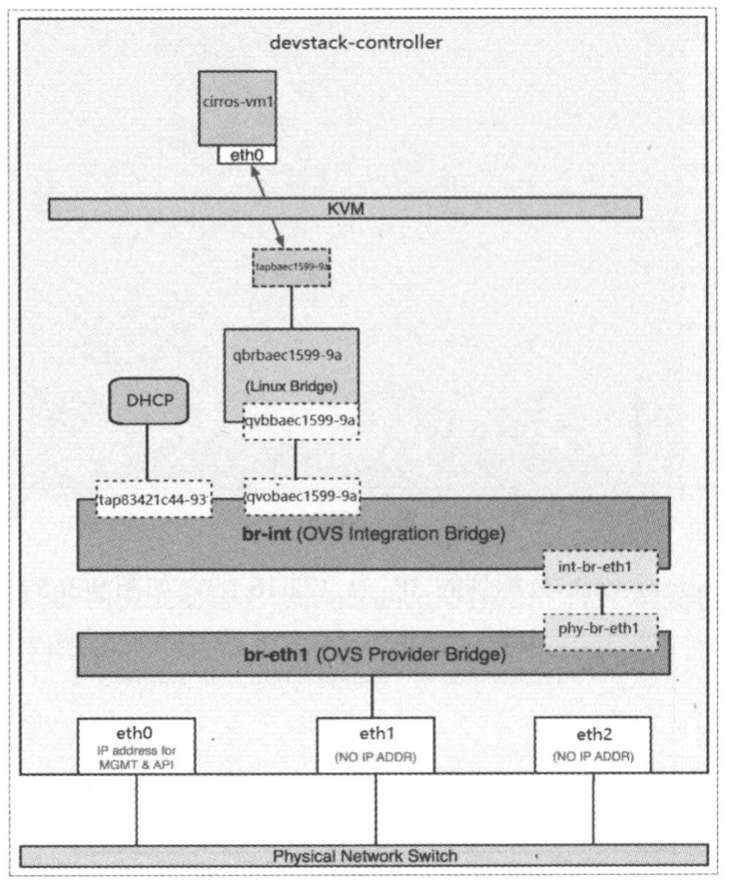 devstack-controller
cirros-vm1
eth0
KVM
tapbaec1599-9a
qbrbaec1599-9a
(Linux Bridge)
DHCP
qvbbaec1599-9a
tap83421c44-93
qvobaec1599-9a
br-int (OVS Integration Bridge)
int-br-eth1
phy-br-eth1
br-eth1 (OVS Provider Bridge)
eth0
IP address for
MGMT & API
eth1
(NO IP ADDR)
eth2
(NO IP ADDR)
Physical Network Switch